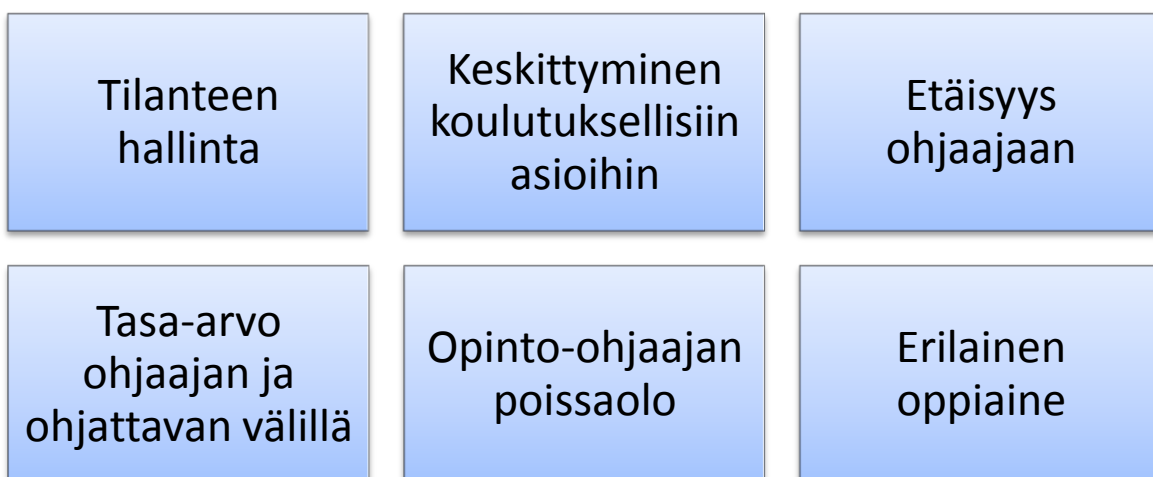 Tilanteen
hallinta
Keskittyminen
koulutuksellisiin
asioihin
Etäisyys
ohjaajaan
Tasa-arvo
ohjaajan ja
ohjattavan välillä
Opinto-ohjaajan
poissaolo
Erilainen
oppiaine